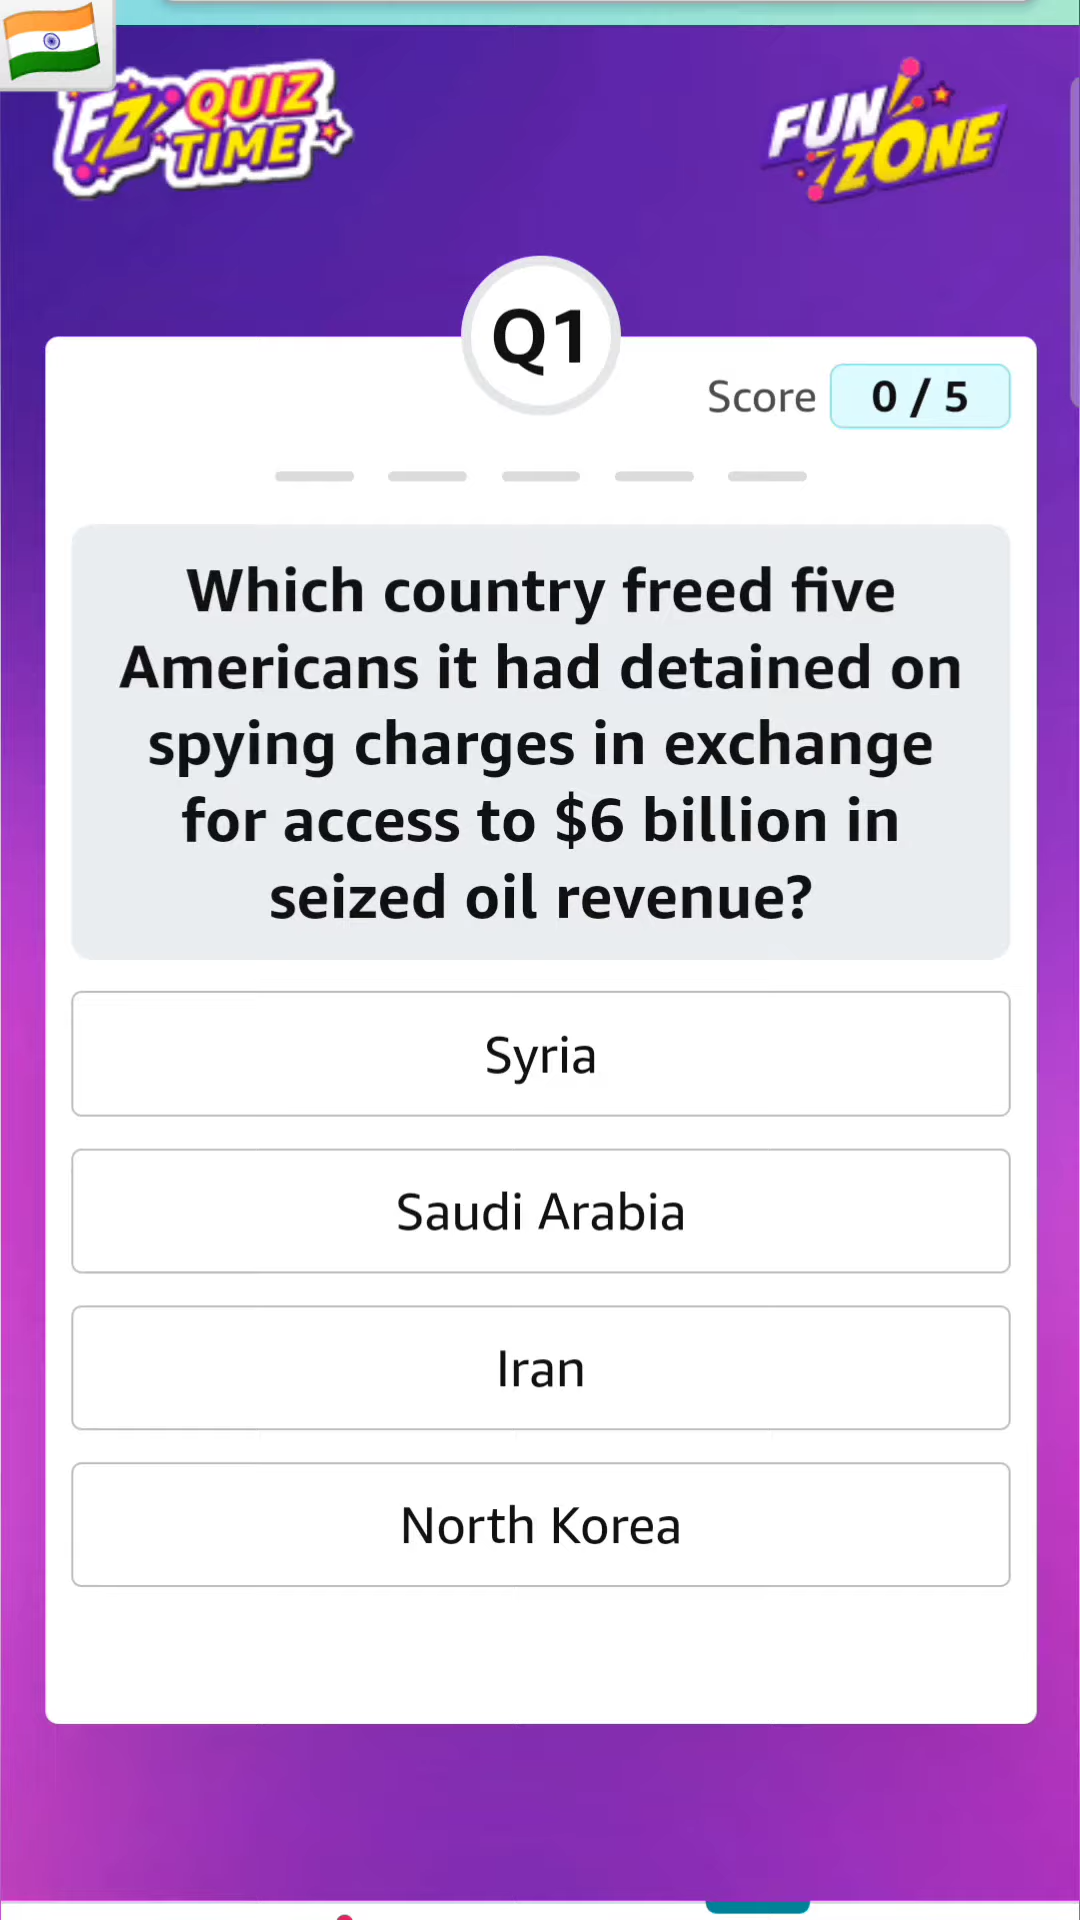 FZ QUIZ TIME
FUN ZONE
Q1
Score 0 / 5
Which country freed five
Americans it had detained on
spying charges in exchange
for access to $6 billion in
seized oil revenue?
Syria
Saudi Arabia
Iran
North Korea